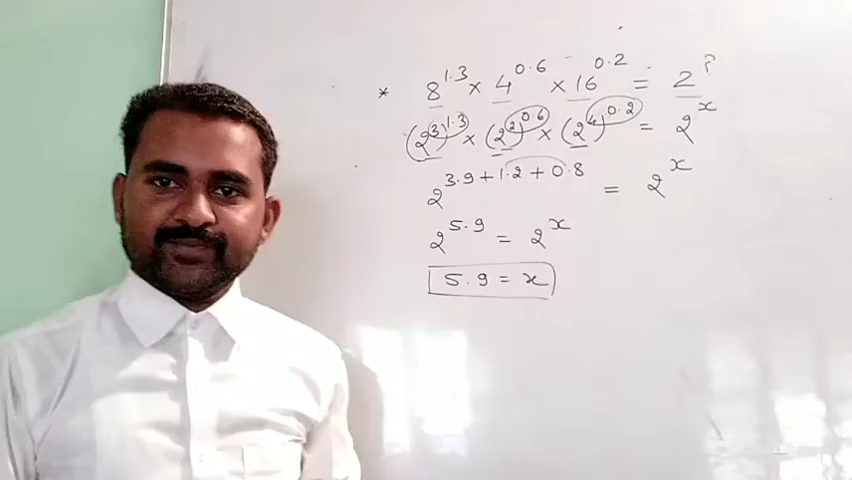 * 8^1.3 × 4^0.6 × 16^0.2 = 2^?
(2^3)^1.3 × (2^2)^0.6 × (2^4)^0.2 = 2^x
2^3.9+1.2+0.8 = 2^x
2^5.9 = 2^x
5.9 = x